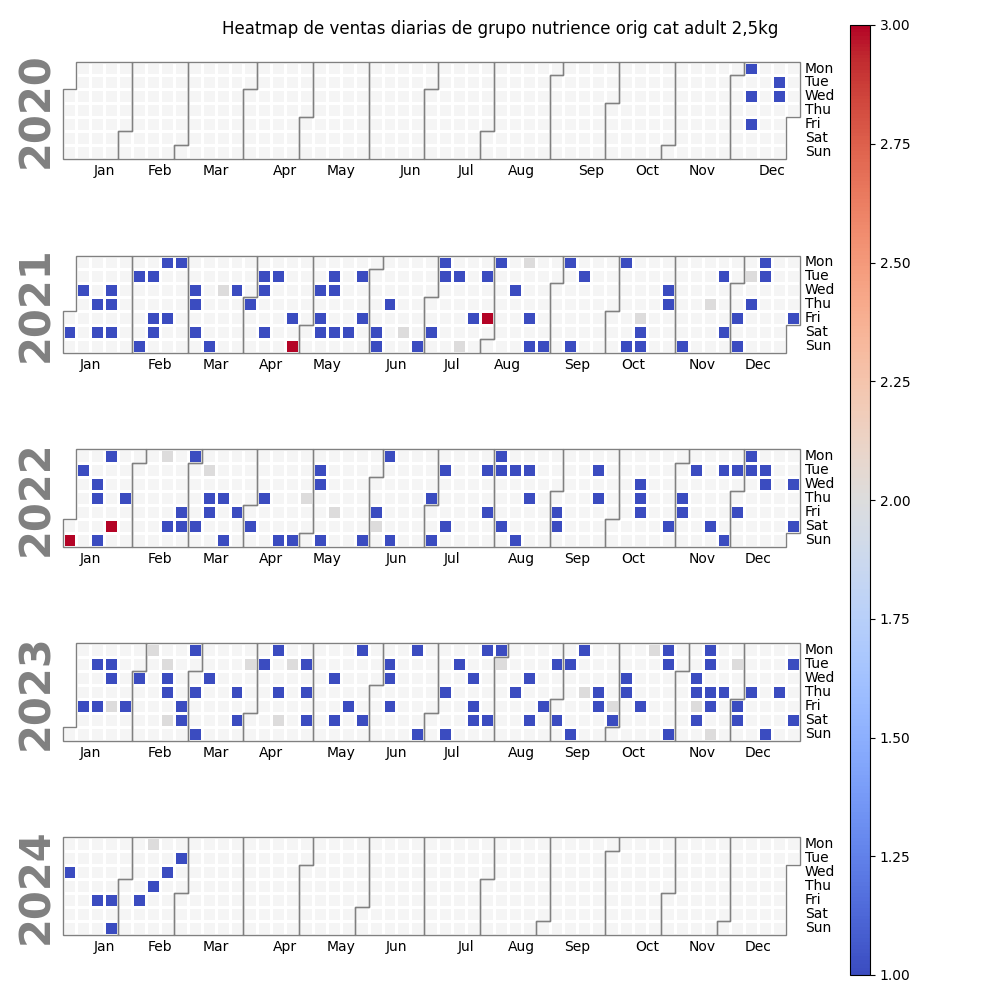 Heatmap de ventas diarias de grupo nutrience orig cat adult 2,5kg
2020
Mon
Tue
Wed
Thu
Fri
Sat
Sun
Jan Feb Mar Apr May Jun Jul Aug Sep Oct Nov Dec
2021
Mon
Tue
Wed
Thu
Fri
Sat
Sun
Jan Feb Mar Apr May Jun Jul Aug Sep Oct Nov Dec
2022
Mon
Tue
Wed
Thu
Fri
Sat
Sun
Jan Feb Mar Apr May Jun Jul Aug Sep Oct Nov Dec
2023
Mon
Tue
Wed
Thu
Fri
Sat
Sun
Jan Feb Mar Apr May Jun Jul Aug Sep Oct Nov Dec
2024
Mon
Tue
Wed
Thu
Fri
Sat
Sun
Jan Feb Mar Apr May Jun Jul Aug Sep Oct Nov Dec
3.00
2.75
2.50
2.25
2.00
1.75
1.50
1.25
1.00